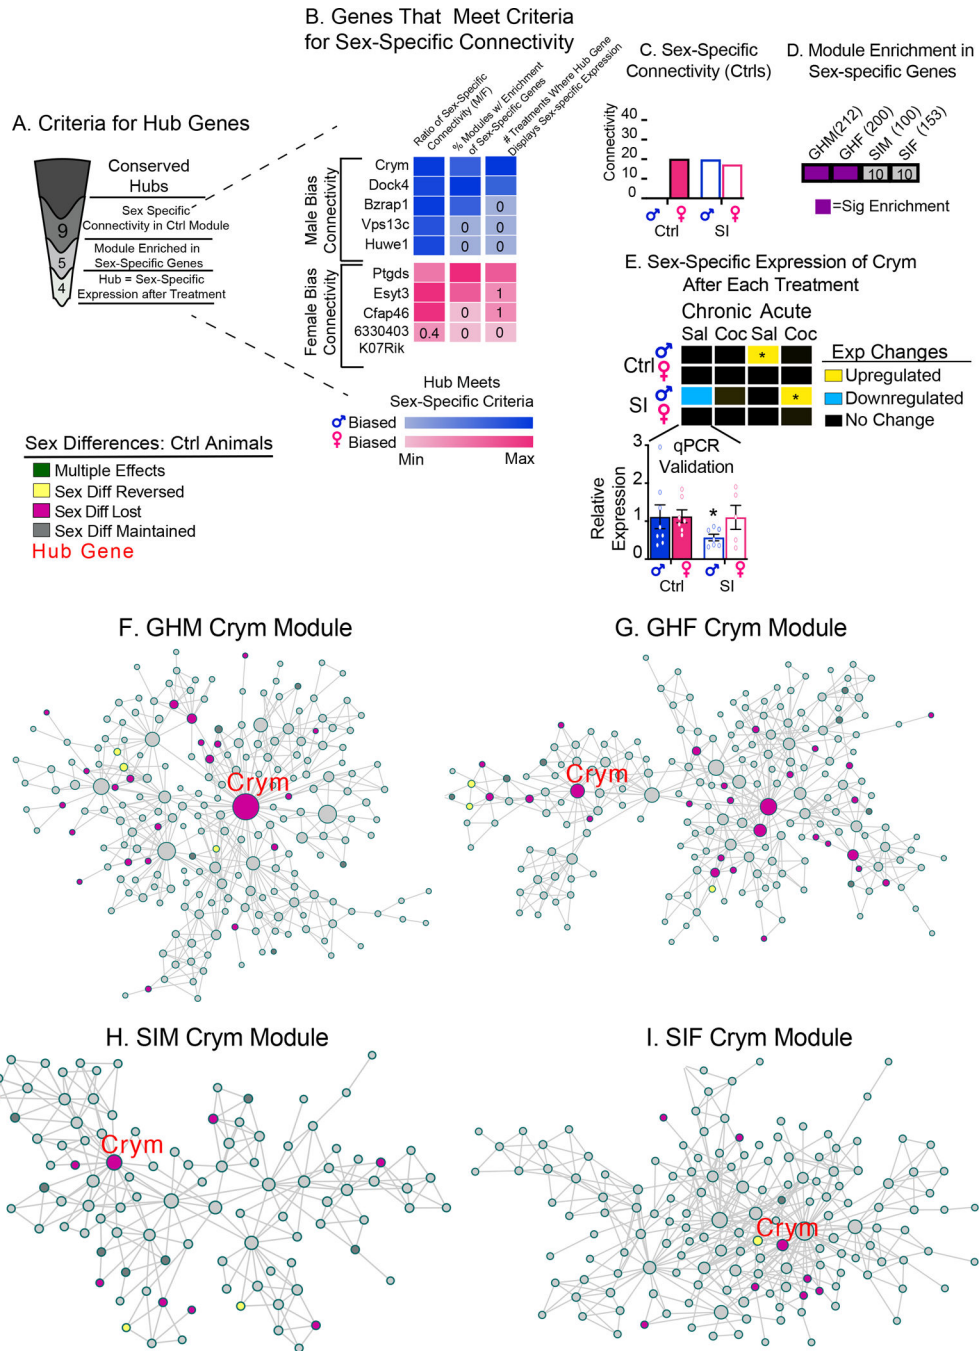 B. Genes That Meet Criteria
for Sex-Specific Connectivity
A. Criteria for Hub Genes
Conserved
Hubs
Sex Specific
Connectivity in Ctrl Module
9
Module Enriched in
Sex-Specific Genes
5
Hub = Sex-Specific
Expression after Treatment
4
Ratio of Sex-Specific
Connectivity (M/F)
% Modules w/ Enrichment
of Sex-Specific Genes
# Treatments Where Hub Gene
Displays Sex-specific Expression
Male Bias
Connectivity
Crym
Dock4
Bzrap1 0
Vps13c 0 0
Huwe1 0 0
Female Bias
Connectivity
Ptgds
Esyt3 1
Cfap46 0 1
6330403 0.4 0 0
K07Rik
Hub Meets
Sex-Specific Criteria
♂ Biased
♀ Biased
Min Max
C. Sex-Specific
Connectivity (Ctrls)
Connectivity
40
30
20
10
0
♂ ♀ ♂ ♀
Ctrl SI
D. Module Enrichment in
Sex-specific Genes
GHM(212) GHF (200) SIM (100) SIF (153)
10 10
=Sig Enrichment
E. Sex-Specific Expression of Crym
After Each Treatment
Chronic Acute
Sal Coc Sal Coc
Ctrl ♂ *
♀
SI ♂ *
♀
Exp Changes
Upregulated
Downregulated
No Change
qPCR
Validation
Relative
Expression
3
2
1
0
*
♂ ♀ ♂ ♀
Ctrl SI
Sex Differences: Ctrl Animals
Multiple Effects
Sex Diff Reversed
Sex Diff Lost
Sex Diff Maintained
Hub Gene
F. GHM Crym Module
Crym
G. GHF Crym Module
Crym
H. SIM Crym Module
Crym
I. SIF Crym Module
Crym